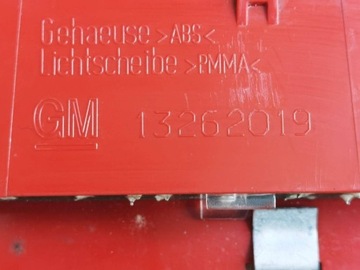 Gehaeuse >ABS<
Lichtscheibe >PMMA<
GM 13262019